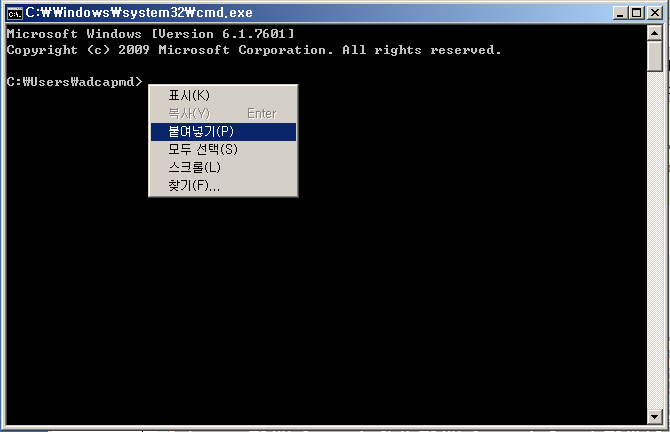 C:₩Windows₩system32₩cmd.exe
Microsoft Windows [Version 6.1.7601]
Copyright (c) 2009 Microsoft Corporation. All rights reserved.
C:₩Users₩adcapmd>
표시(K)
복사(Y) Enter
붙여넣기(P)
모두 선택(S)
스크롤(L)
찾기(F)...